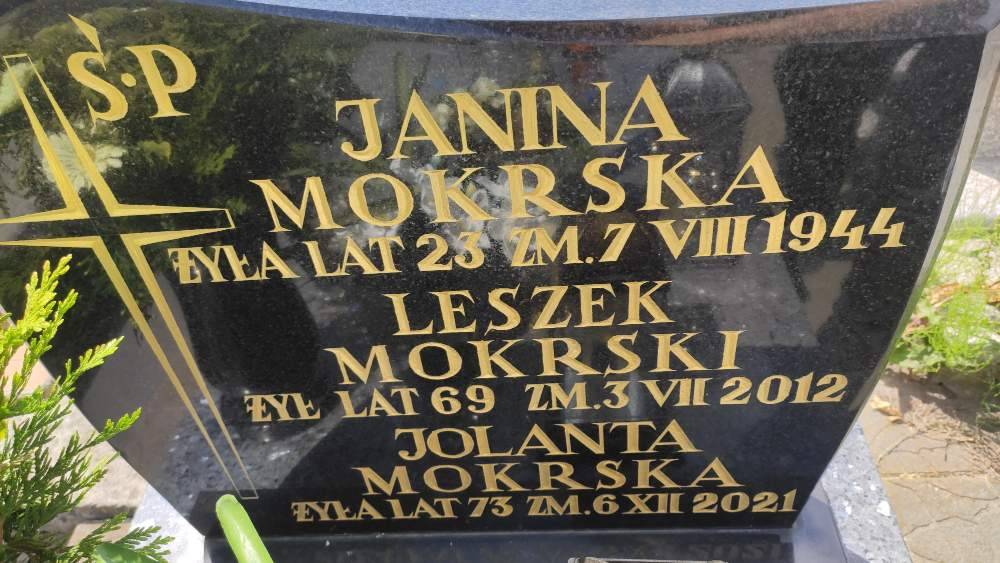 Ś·P
JANINA
MOKRSKA
ŻYŁA LAT 23 ZM.7 VIII 1944
LESZEK
MOKRSKI
ŻYŁ LAT 69 ZM.3 VII 2012
JOLANTA
MOKRSKA
ŻYŁA LAT 73 ZM.6 XII 2021